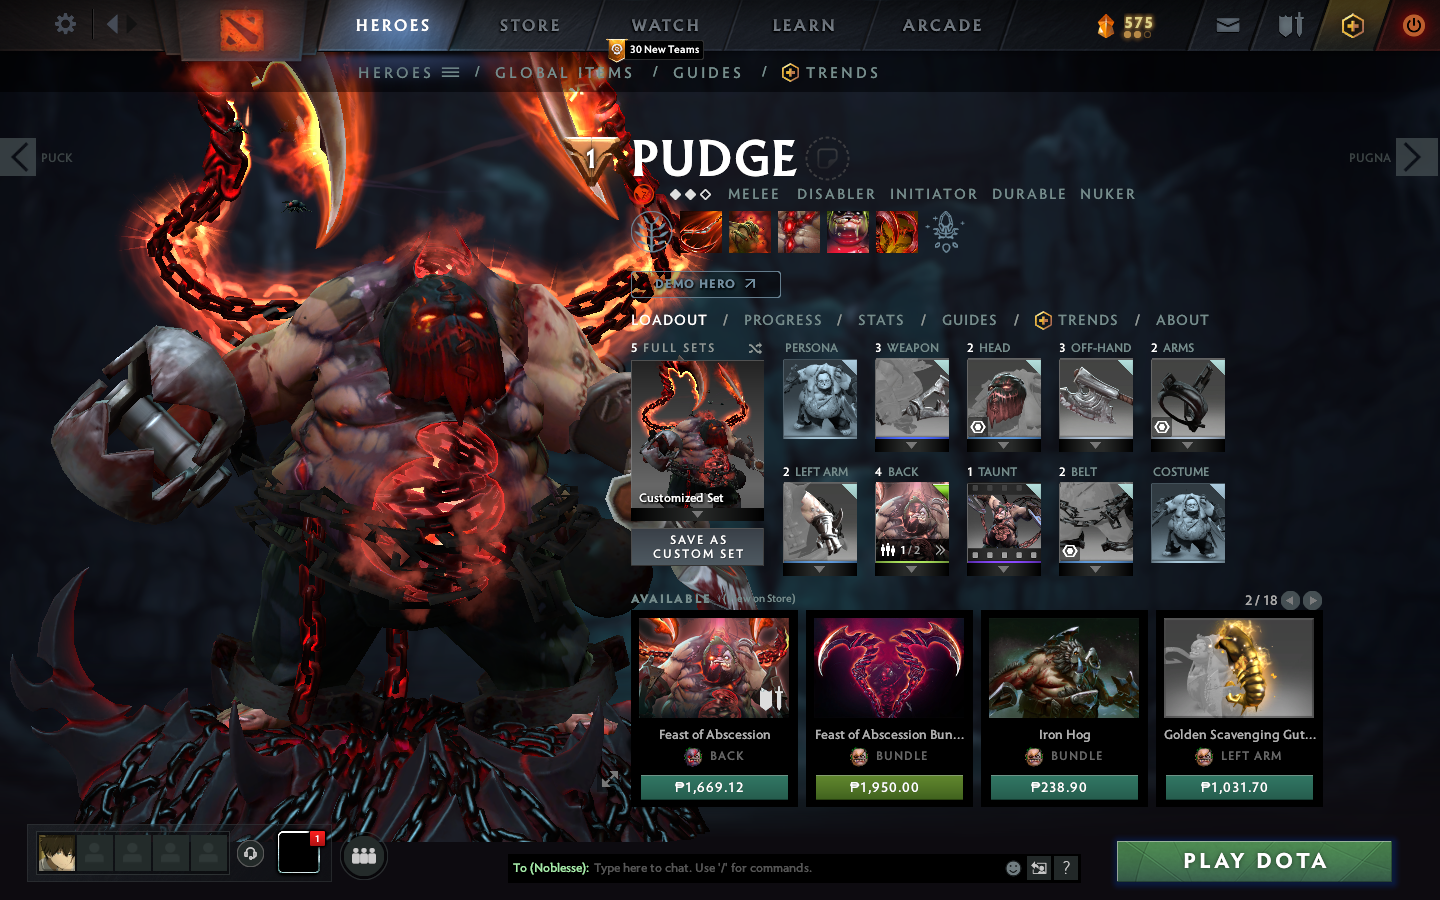 HEROES
STORE
WATCH
LEARN
ARCADE
575
30 New Teams
HEROES / GLOBAL ITEMS / GUIDES / TRENDS
PUCK
1
PUDGE
PUGNA
MELEE DISABLER INITIATOR DURABLE NUKER
DEMO HERO
LOADOUT / PROGRESS / STATS / GUIDES / TRENDS / ABOUT
5 FULL SETS
PERSONA
3 WEAPON
2 HEAD
3 OFF-HAND
2 ARMS
Customized Set
SAVE AS
CUSTOM SET
2 LEFT ARM
4 BACK
1 TAUNT
2 BELT
COSTUME
1/2
AVAILABLE
on Store)
2/18
Feast of Abscession
BACK
₱1,669.12
Feast of Abscession Bun...
BUNDLE
₱1,950.00
Iron Hog
BUNDLE
₱238.90
Golden Scavenging Gut...
LEFT ARM
₱1,031.70
1
To (Noblesse): Type here to chat. Use '/' for commands.
?
PLAY DOTA